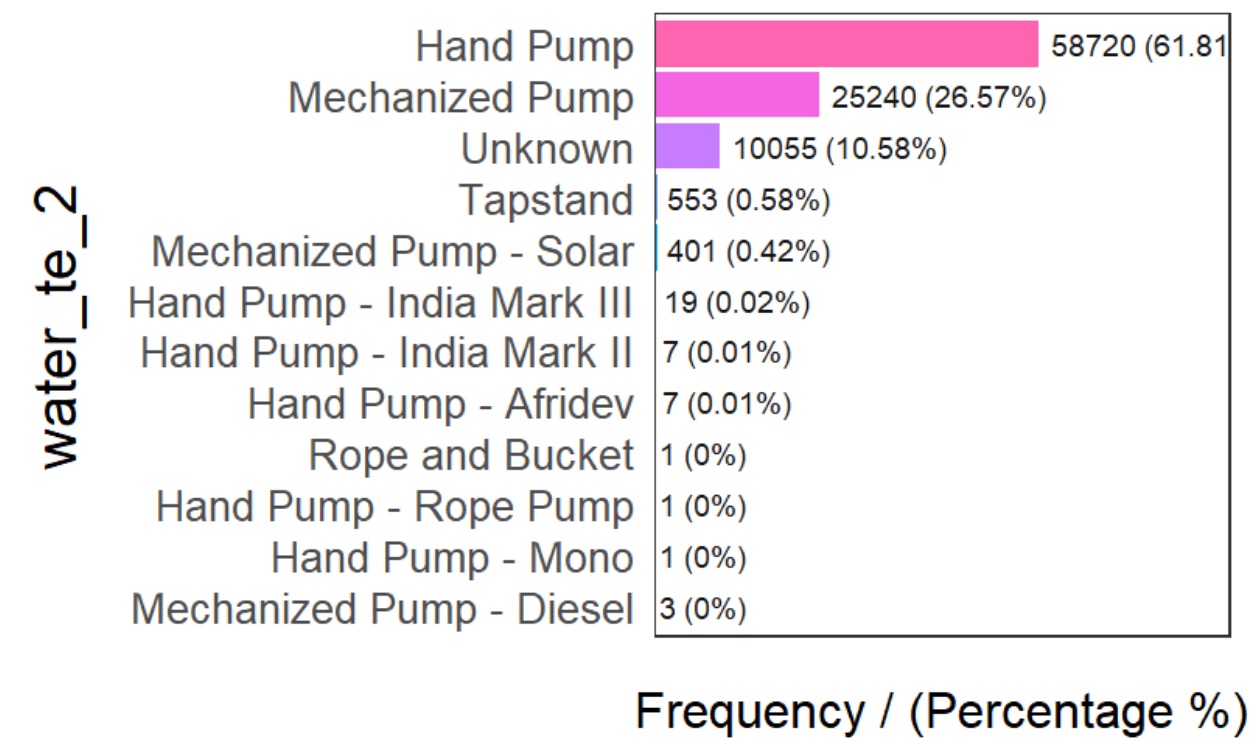 Hand Pump 58720 (61.81
Mechanized Pump 25240 (26.57%)
Unknown 10055 (10.58%)
Tapstand 553 (0.58%)
Mechanized Pump - Solar 401 (0.42%)
Hand Pump - India Mark III 19 (0.02%)
Hand Pump - India Mark II 7 (0.01%)
Hand Pump - Afridev 7 (0.01%)
Rope and Bucket 1 (0%)
Hand Pump - Rope Pump 1 (0%)
Hand Pump - Mono 1 (0%)
Mechanized Pump - Diesel 3 (0%)
water_te_2
Frequency / (Percentage %)